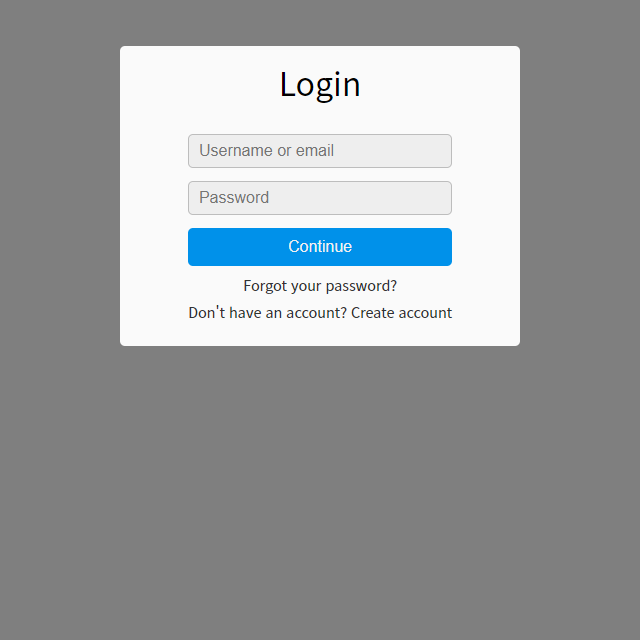 Login
Username or email
Password
Continue
Forgot your password?
Don't have an account? Create account